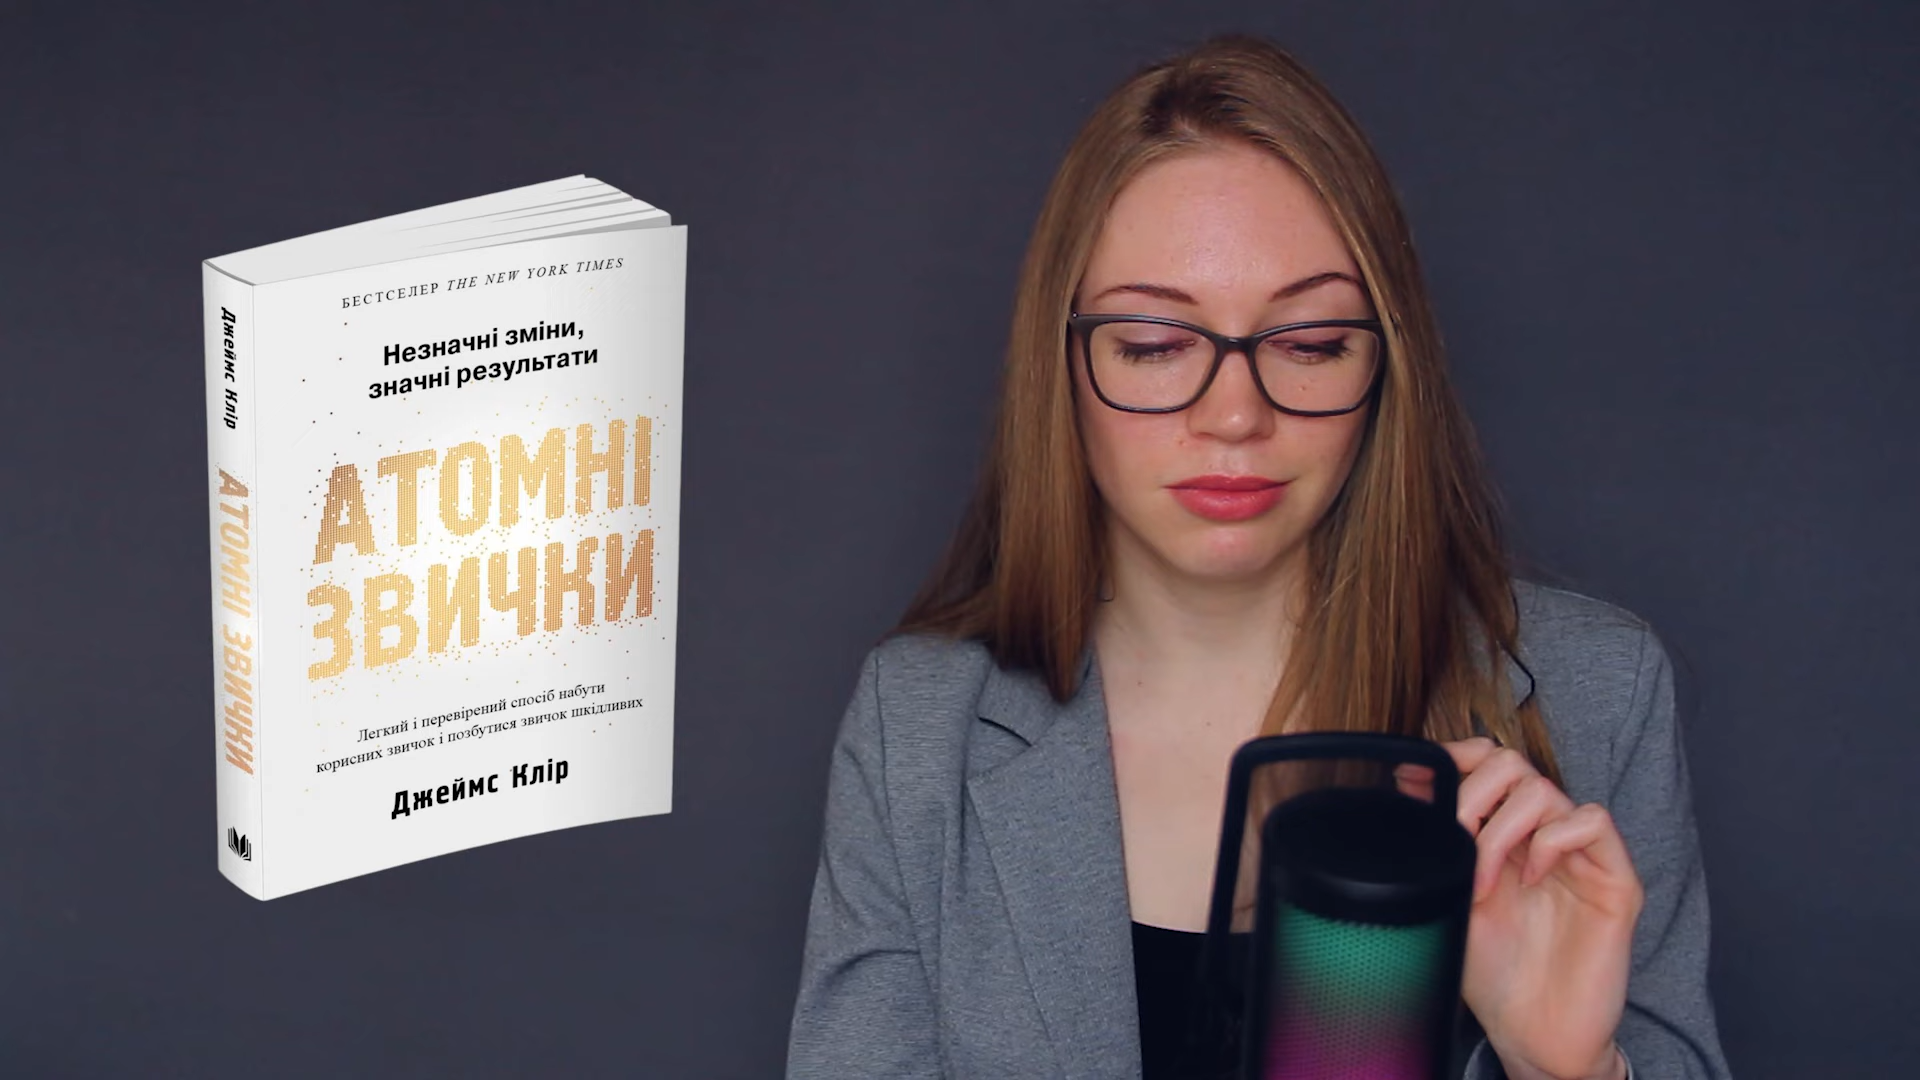 БЕСТСЕЛЕР THE NEW YORK TIMES
Незначні зміни,
значні результати
АТОМНІ
ЗВИЧКИ
Легкий і перевірений спосіб набути
корисних звичок і позбутися звичок шкідливих
Джеймс Клір
Джеймс Клір
АТОМНІ ЗВИЧКИ